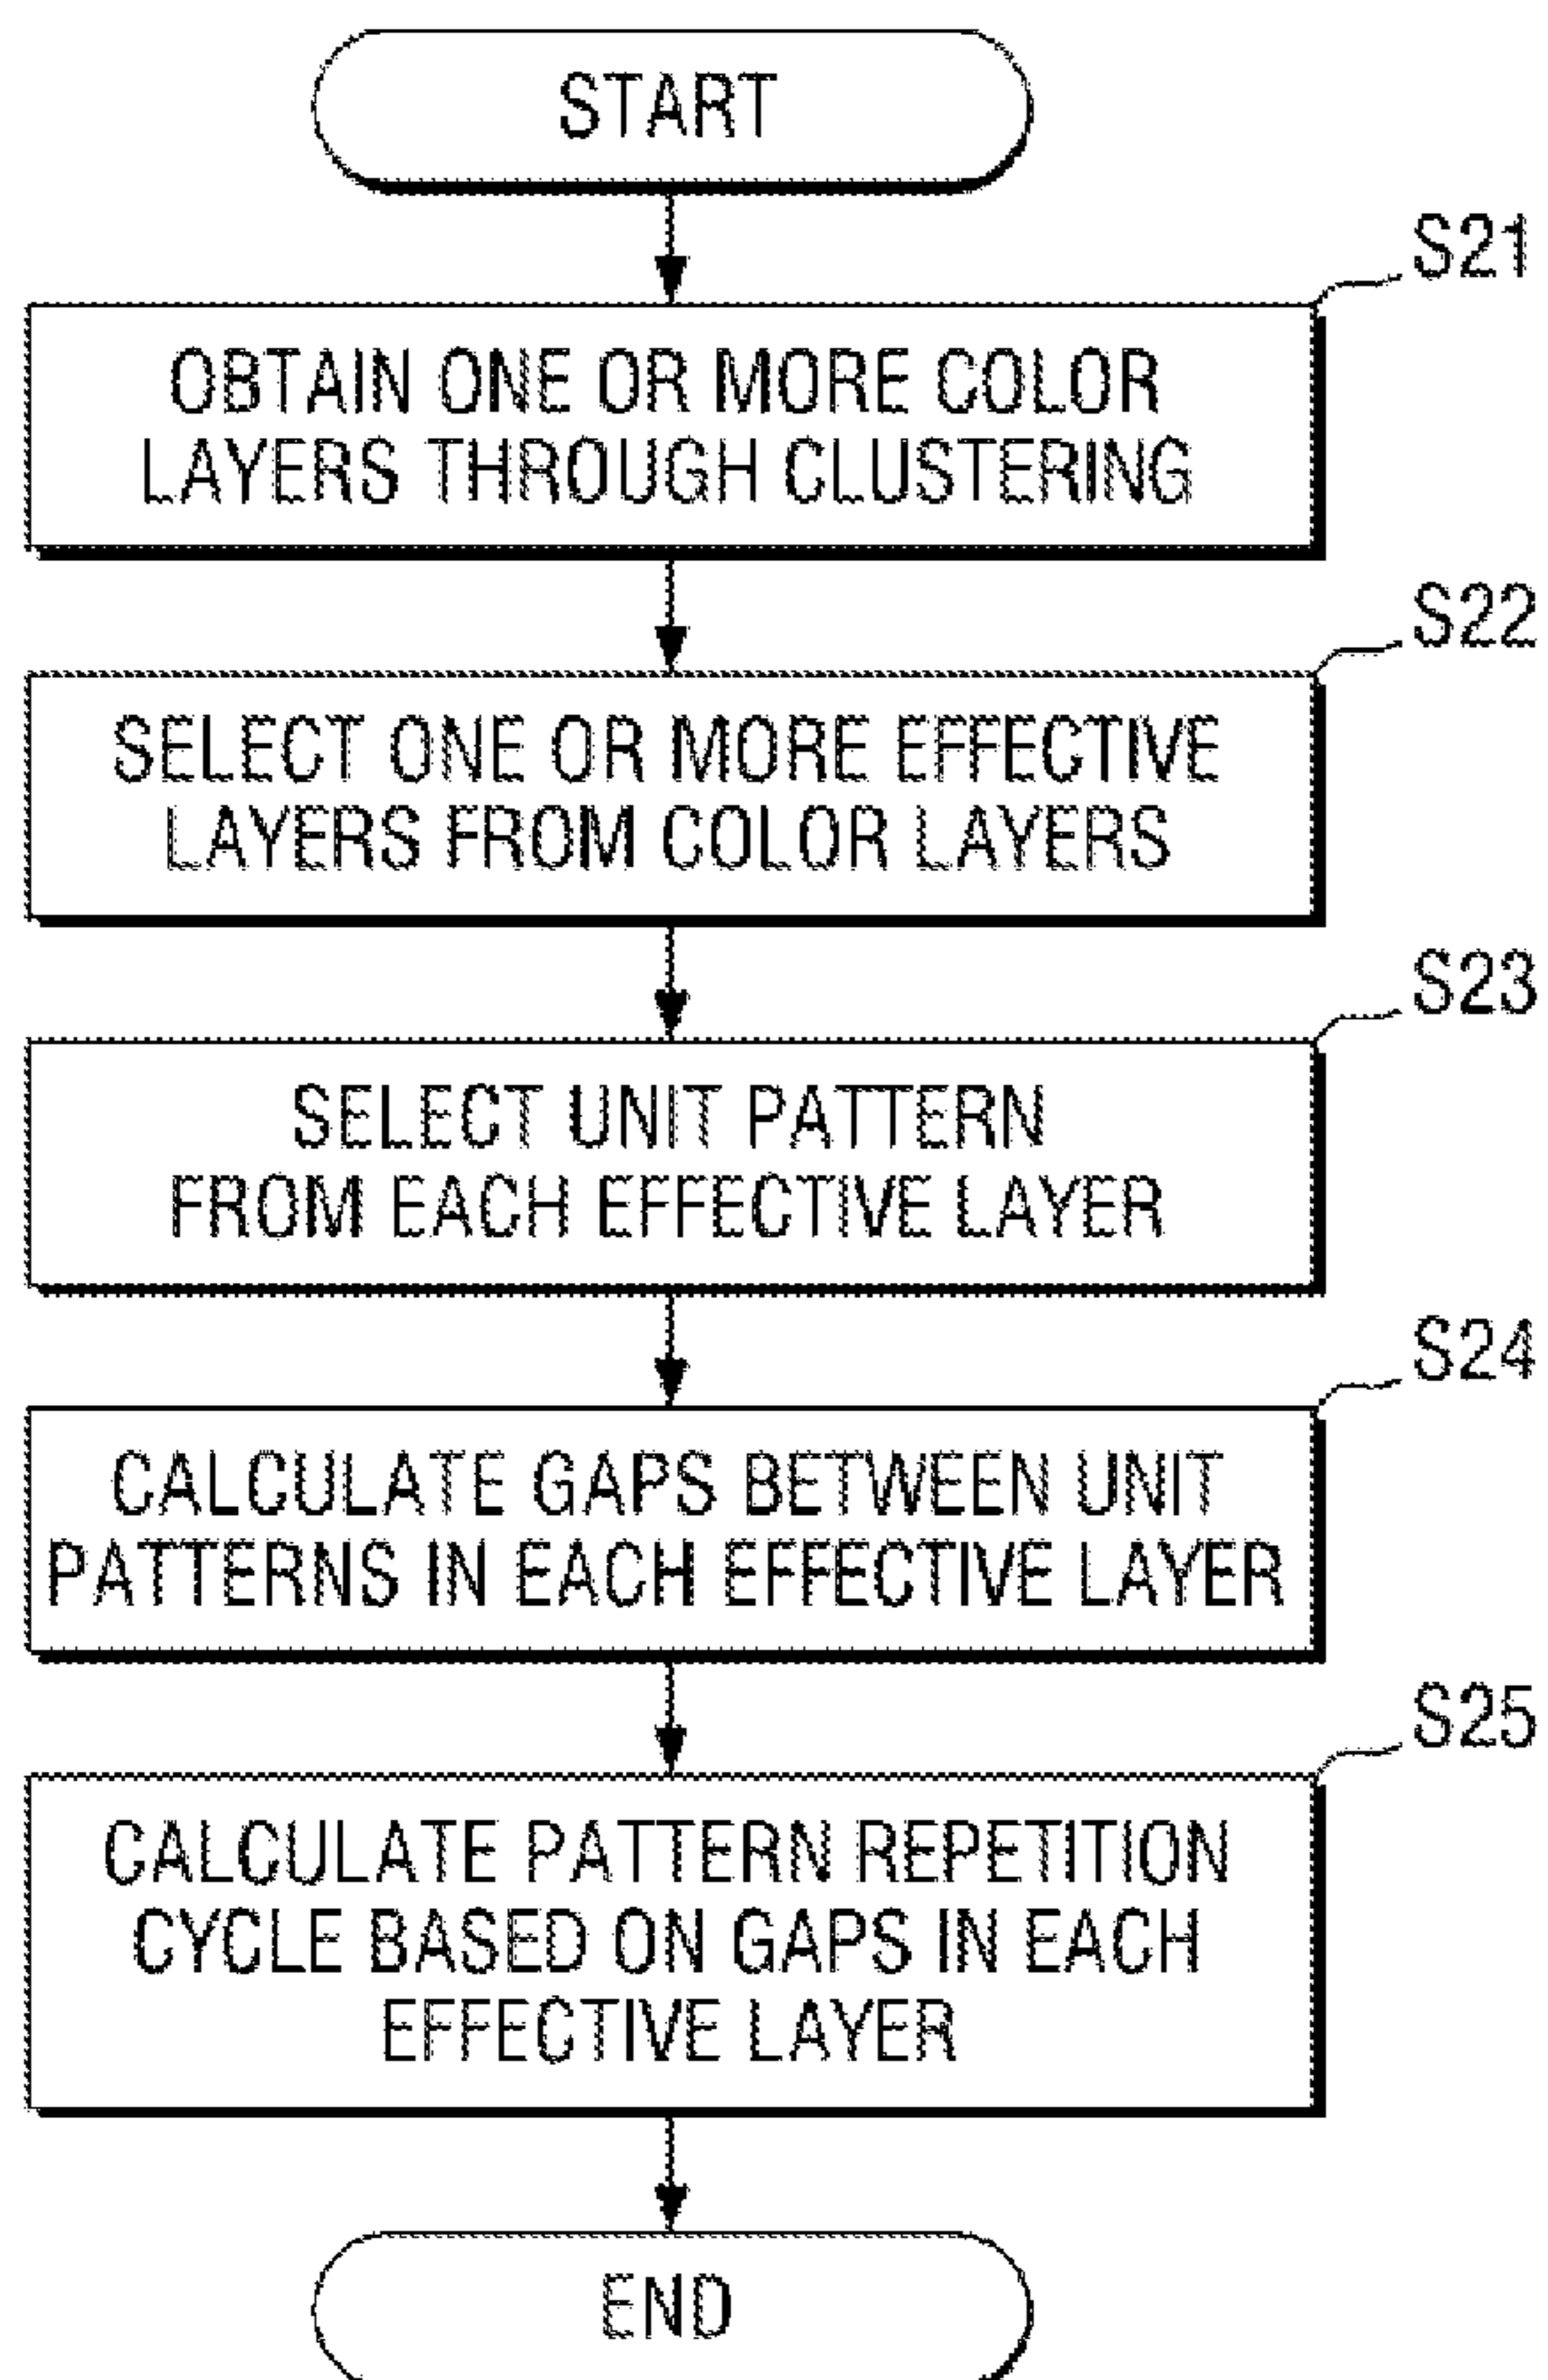 START
S21
OBTAIN ONE OR MORE COLOR
LAYERS THROUGH CLUSTERING
S22
SELECT ONE OR MORE EFFECTIVE
LAYERS FROM COLOR LAYERS
S23
SELECT UNIT PATTERN
FROM EACH EFFECTIVE LAYER
S24
CALCULATE GAPS BETWEEN UNIT
PATTERNS IN EACH EFFECTIVE LAYER
S25
CALCULATE PATTERN REPETITION
CYCLE BASED ON GAPS IN EACH
EFFECTIVE LAYER
END